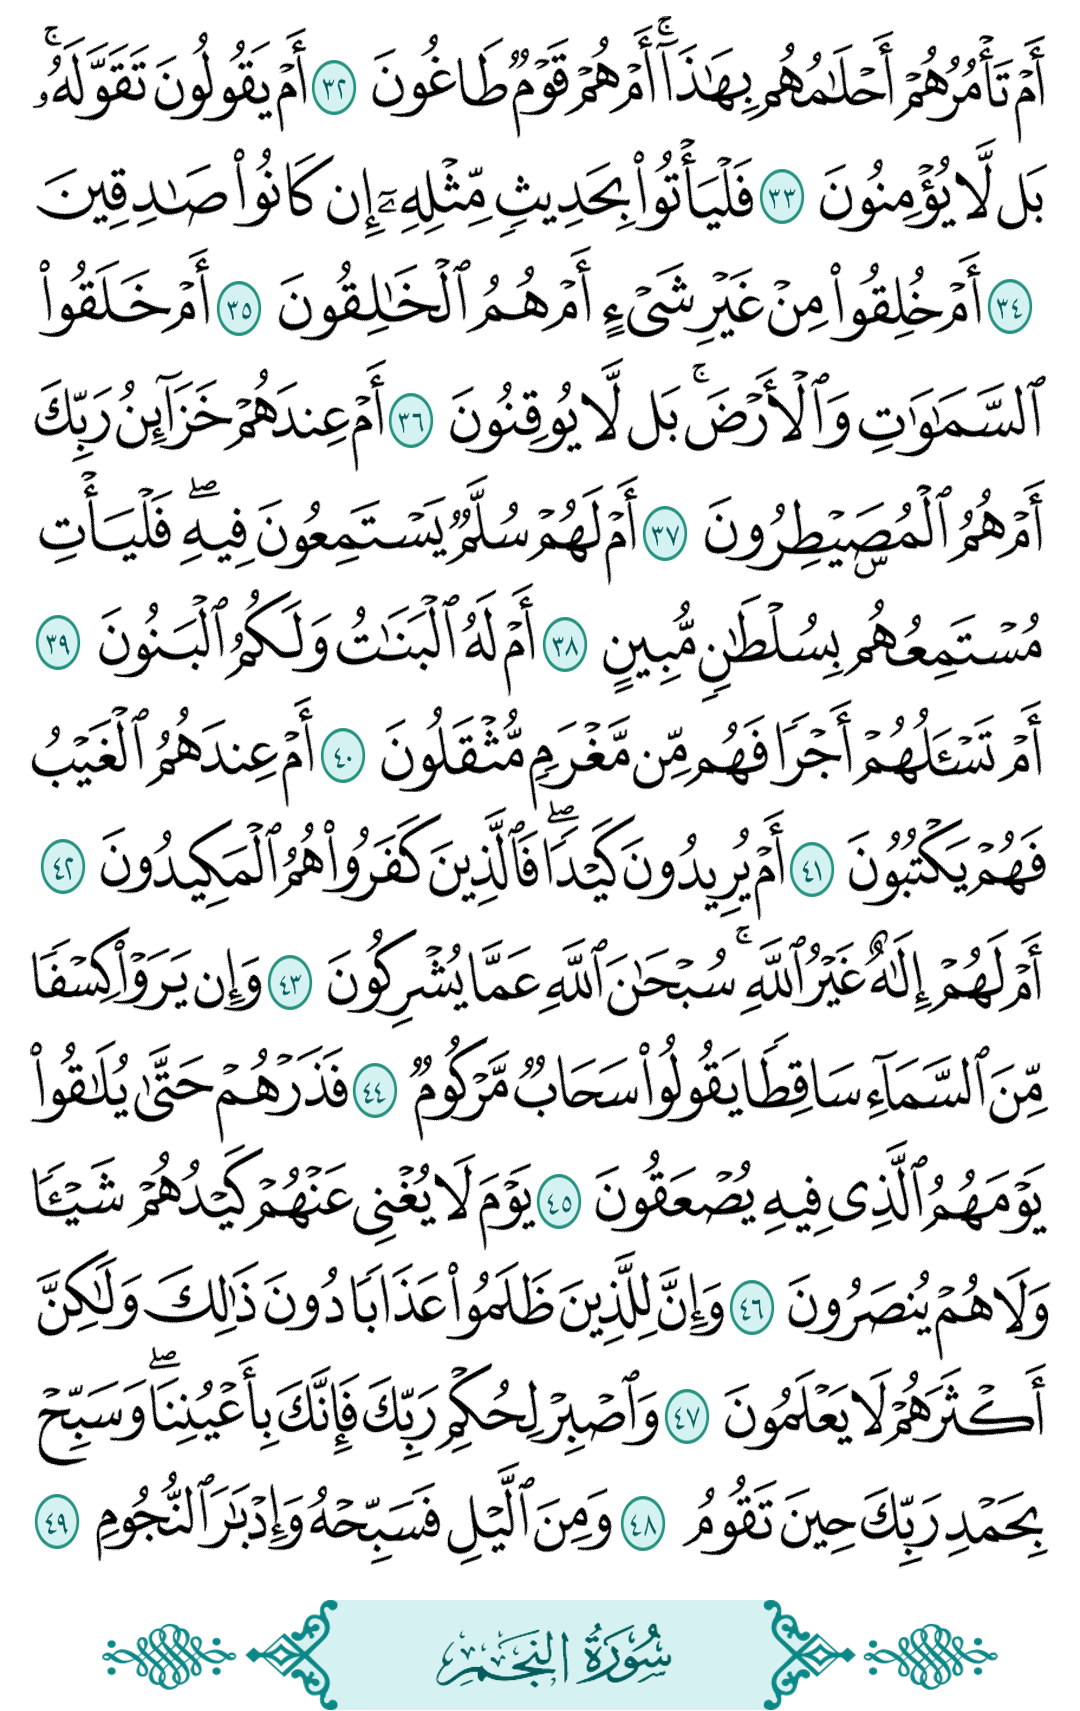 أَمۡ تَأۡمُرُهُمۡ أَحۡلَٰمُهُم بِهَٰذَآۚ أَمۡ هُمۡ قَوۡمٞ طَاغُونَ ٣٢ أَمۡ يَقُولُونَ تَقَوَّلَهُۥۚ
بَل لَّا يُؤۡمِنُونَ ٣٣ فَلۡيَأۡتُواْ بِحَدِيثٖ مِّثۡلِهِۦٓ إِن كَانُواْ صَٰدِقِينَ
٣٤ أَمۡ خُلِقُواْ مِنۡ غَيۡرِ شَيۡءٍ أَمۡ هُمُ ٱلۡخَٰلِقُونَ ٣٥ أَمۡ خَلَقُواْ
ٱلسَّمَٰوَٰتِ وَٱلۡأَرۡضَۚ بَل لَّا يُوقِنُونَ ٣٦ أَمۡ عِندَهُمۡ خَزَآئِنُ رَبِّكَ
أَمۡ هُمُ ٱلۡمُصَۜيۡطِرُونَ ٣٧ أَمۡ لَهُمۡ سُلَّمٞ يَسۡتَمِعُونَ فِيهِۖ فَلۡيَأۡتِ
مُسۡتَمِعُهُم بِسُلۡطَٰنٖ مُّبِينٍ ٣٨ أَمۡ لَهُ ٱلۡبَنَٰتُ وَلَكُمُ ٱلۡبَنُونَ ٣٩
أَمۡ تَسۡـَٔلُهُمۡ أَجۡرٗا فَهُم مِّن مَّغۡرَمٖ مُّثۡقَلُونَ ٤٠ أَمۡ عِندَهُمُ ٱلۡغَيۡبُ
فَهُمۡ يَكۡتُبُونَ ٤١ أَمۡ يُرِيدُونَ كَيۡدٗاۖ فَٱلَّذِينَ كَفَرُواْ هُمُ ٱلۡمَكِيدُونَ ٤٢
أَمۡ لَهُمۡ إِلَٰهٌ غَيۡرُ ٱللَّهِۚ سُبۡحَٰنَ ٱللَّهِ عَمَّا يُشۡرِكُونَ ٤٣ وَإِن يَرَوۡاْ كِسۡفٗا
مِّنَ ٱلسَّمَآءِ سَاقِطٗا يَقُولُواْ سَحَابٞ مَّرۡكُومٞ ٤٤ فَذَرۡهُمۡ حَتَّىٰ يُلَٰقُواْ
يَوۡمَهُمُ ٱلَّذِي فِيهِ يُصۡعَقُونَ ٤٥ يَوۡمَ لَا يُغۡنِي عَنۡهُمۡ كَيۡدُهُمۡ شَيۡـٔٗا
وَلَا هُمۡ يُنصَرُونَ ٤٦ وَإِنَّ لِلَّذِينَ ظَلَمُواْ عَذَابٗا دُونَ ذَٰلِكَ وَلَٰكِنَّ
أَكۡثَرَهُمۡ لَا يَعۡلَمُونَ ٤٧ وَٱصۡبِرۡ لِحُكۡمِ رَبِّكَ فَإِنَّكَ بِأَعۡيُنِنَاۖ وَسَبِّحۡ
بِحَمۡدِ رَبِّكَ حِينَ تَقُومُ ٤٨ وَمِنَ ٱلَّيۡلِ فَسَبِّحۡهُ وَإِدۡبَٰرَ ٱلنُّجُومِ ٤٩
سُورَةُ النَّجْمِ